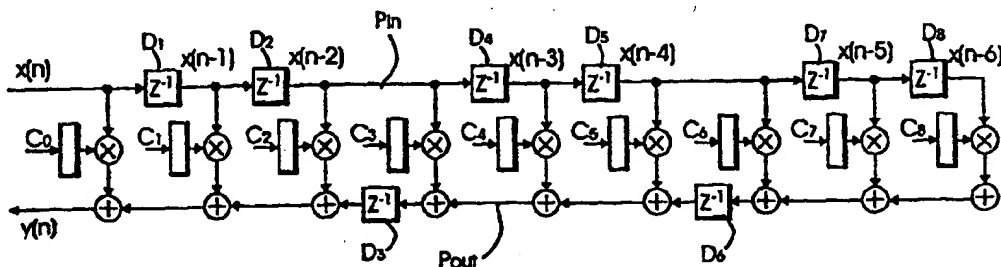 Pin
D1 D2 D4 D5 D7 D8
x(n) x(n-1) x(n-2) x(n-3) x(n-4) x(n-5) x(n-6)
Z-1 Z-1 Z-1 Z-1 Z-1 Z-1
C0 C1 C2 C3 C4 C5 C6 C7 C8
Z-1 Z-1
y(n) D3 Pout D6